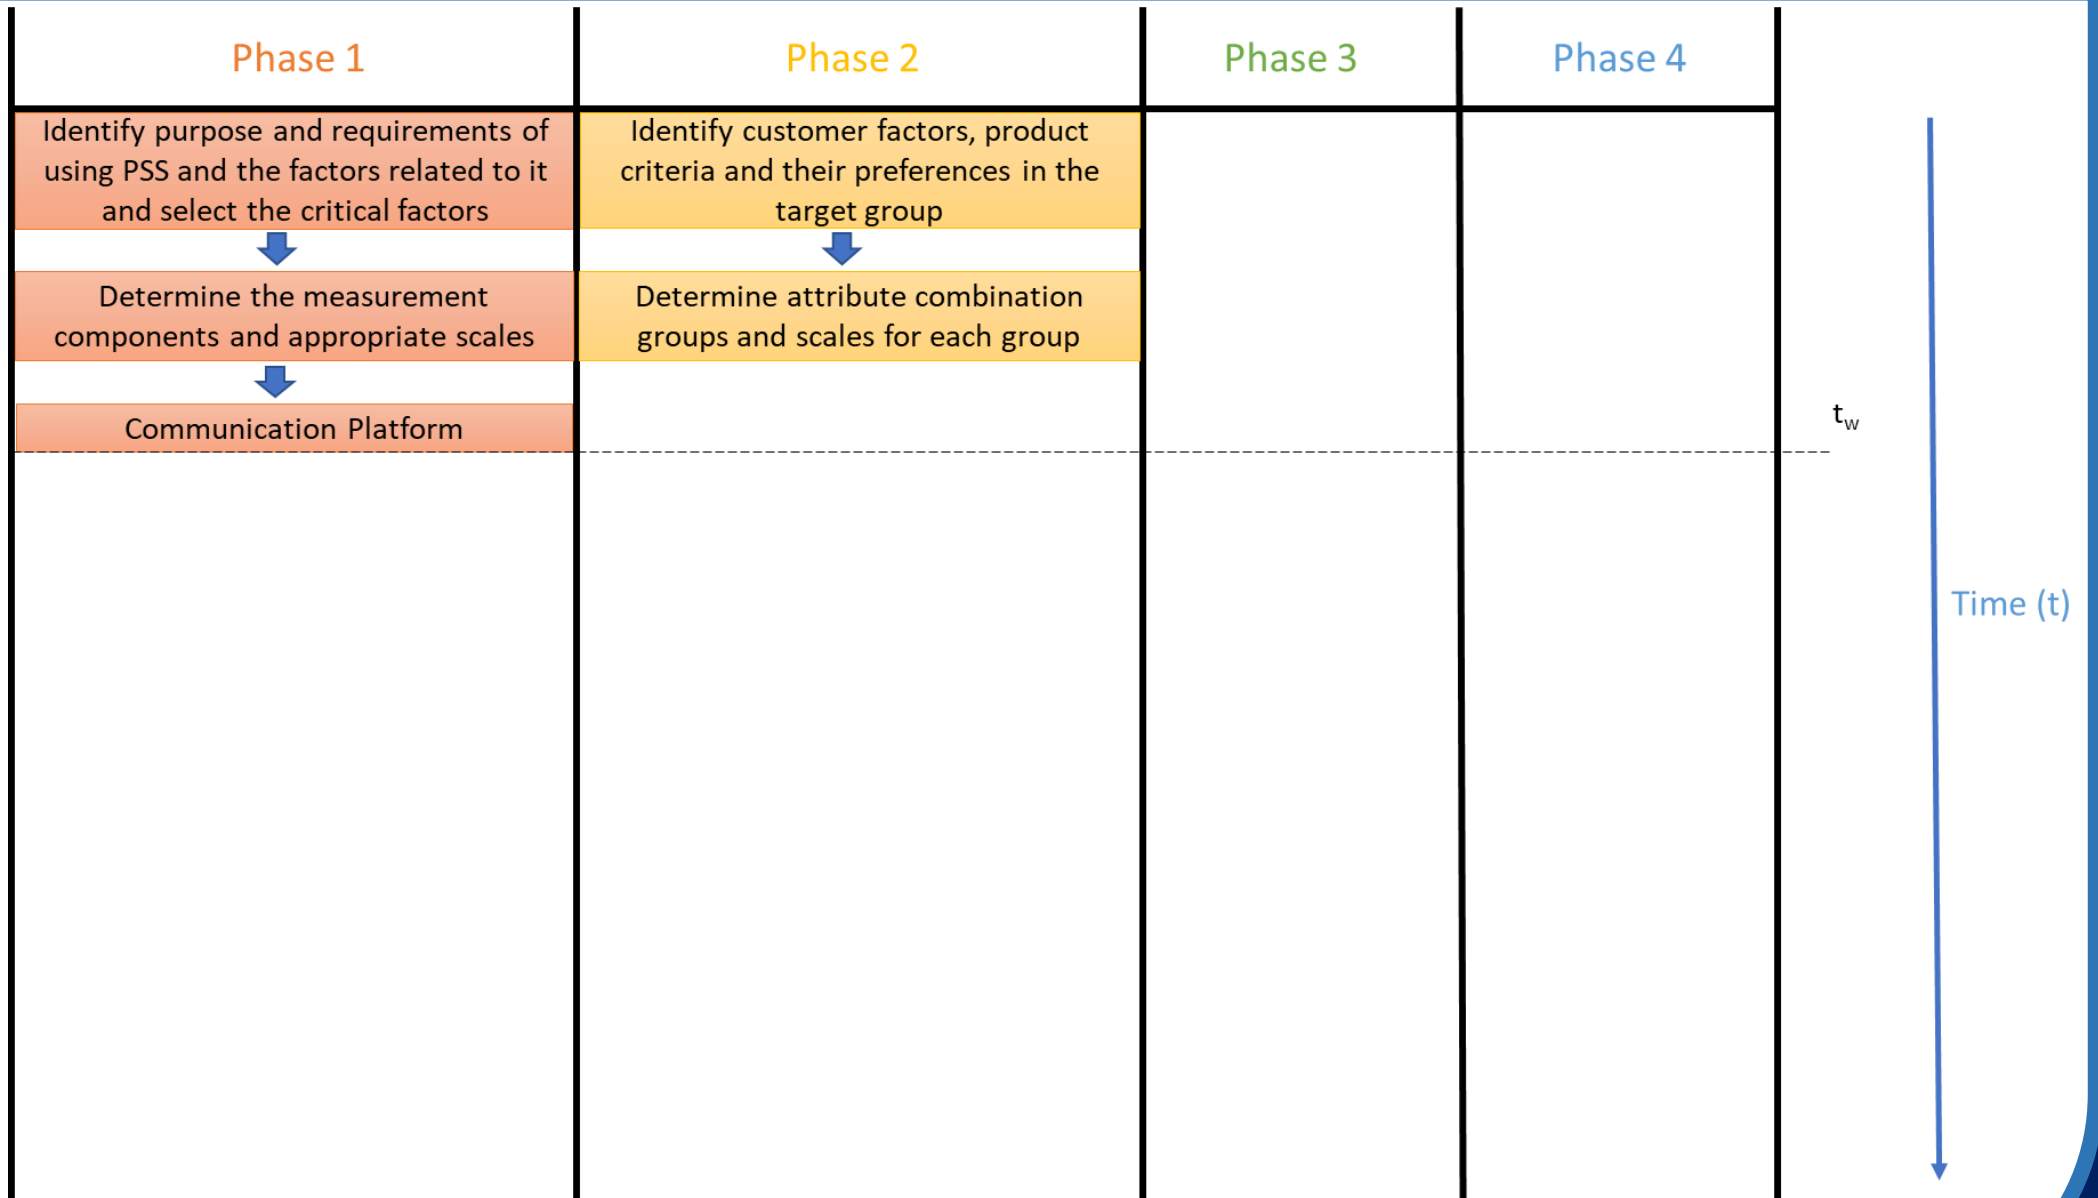 Phase 1
Phase 2
Phase 3
Phase 4
Identify purpose and requirements of
using PSS and the factors related to it
and select the critical factors
Identify customer factors, product
criteria and their preferences in the
target group
Determine the measurement
components and appropriate scales
Determine attribute combination
groups and scales for each group
Communication Platform
tw
Time (t)